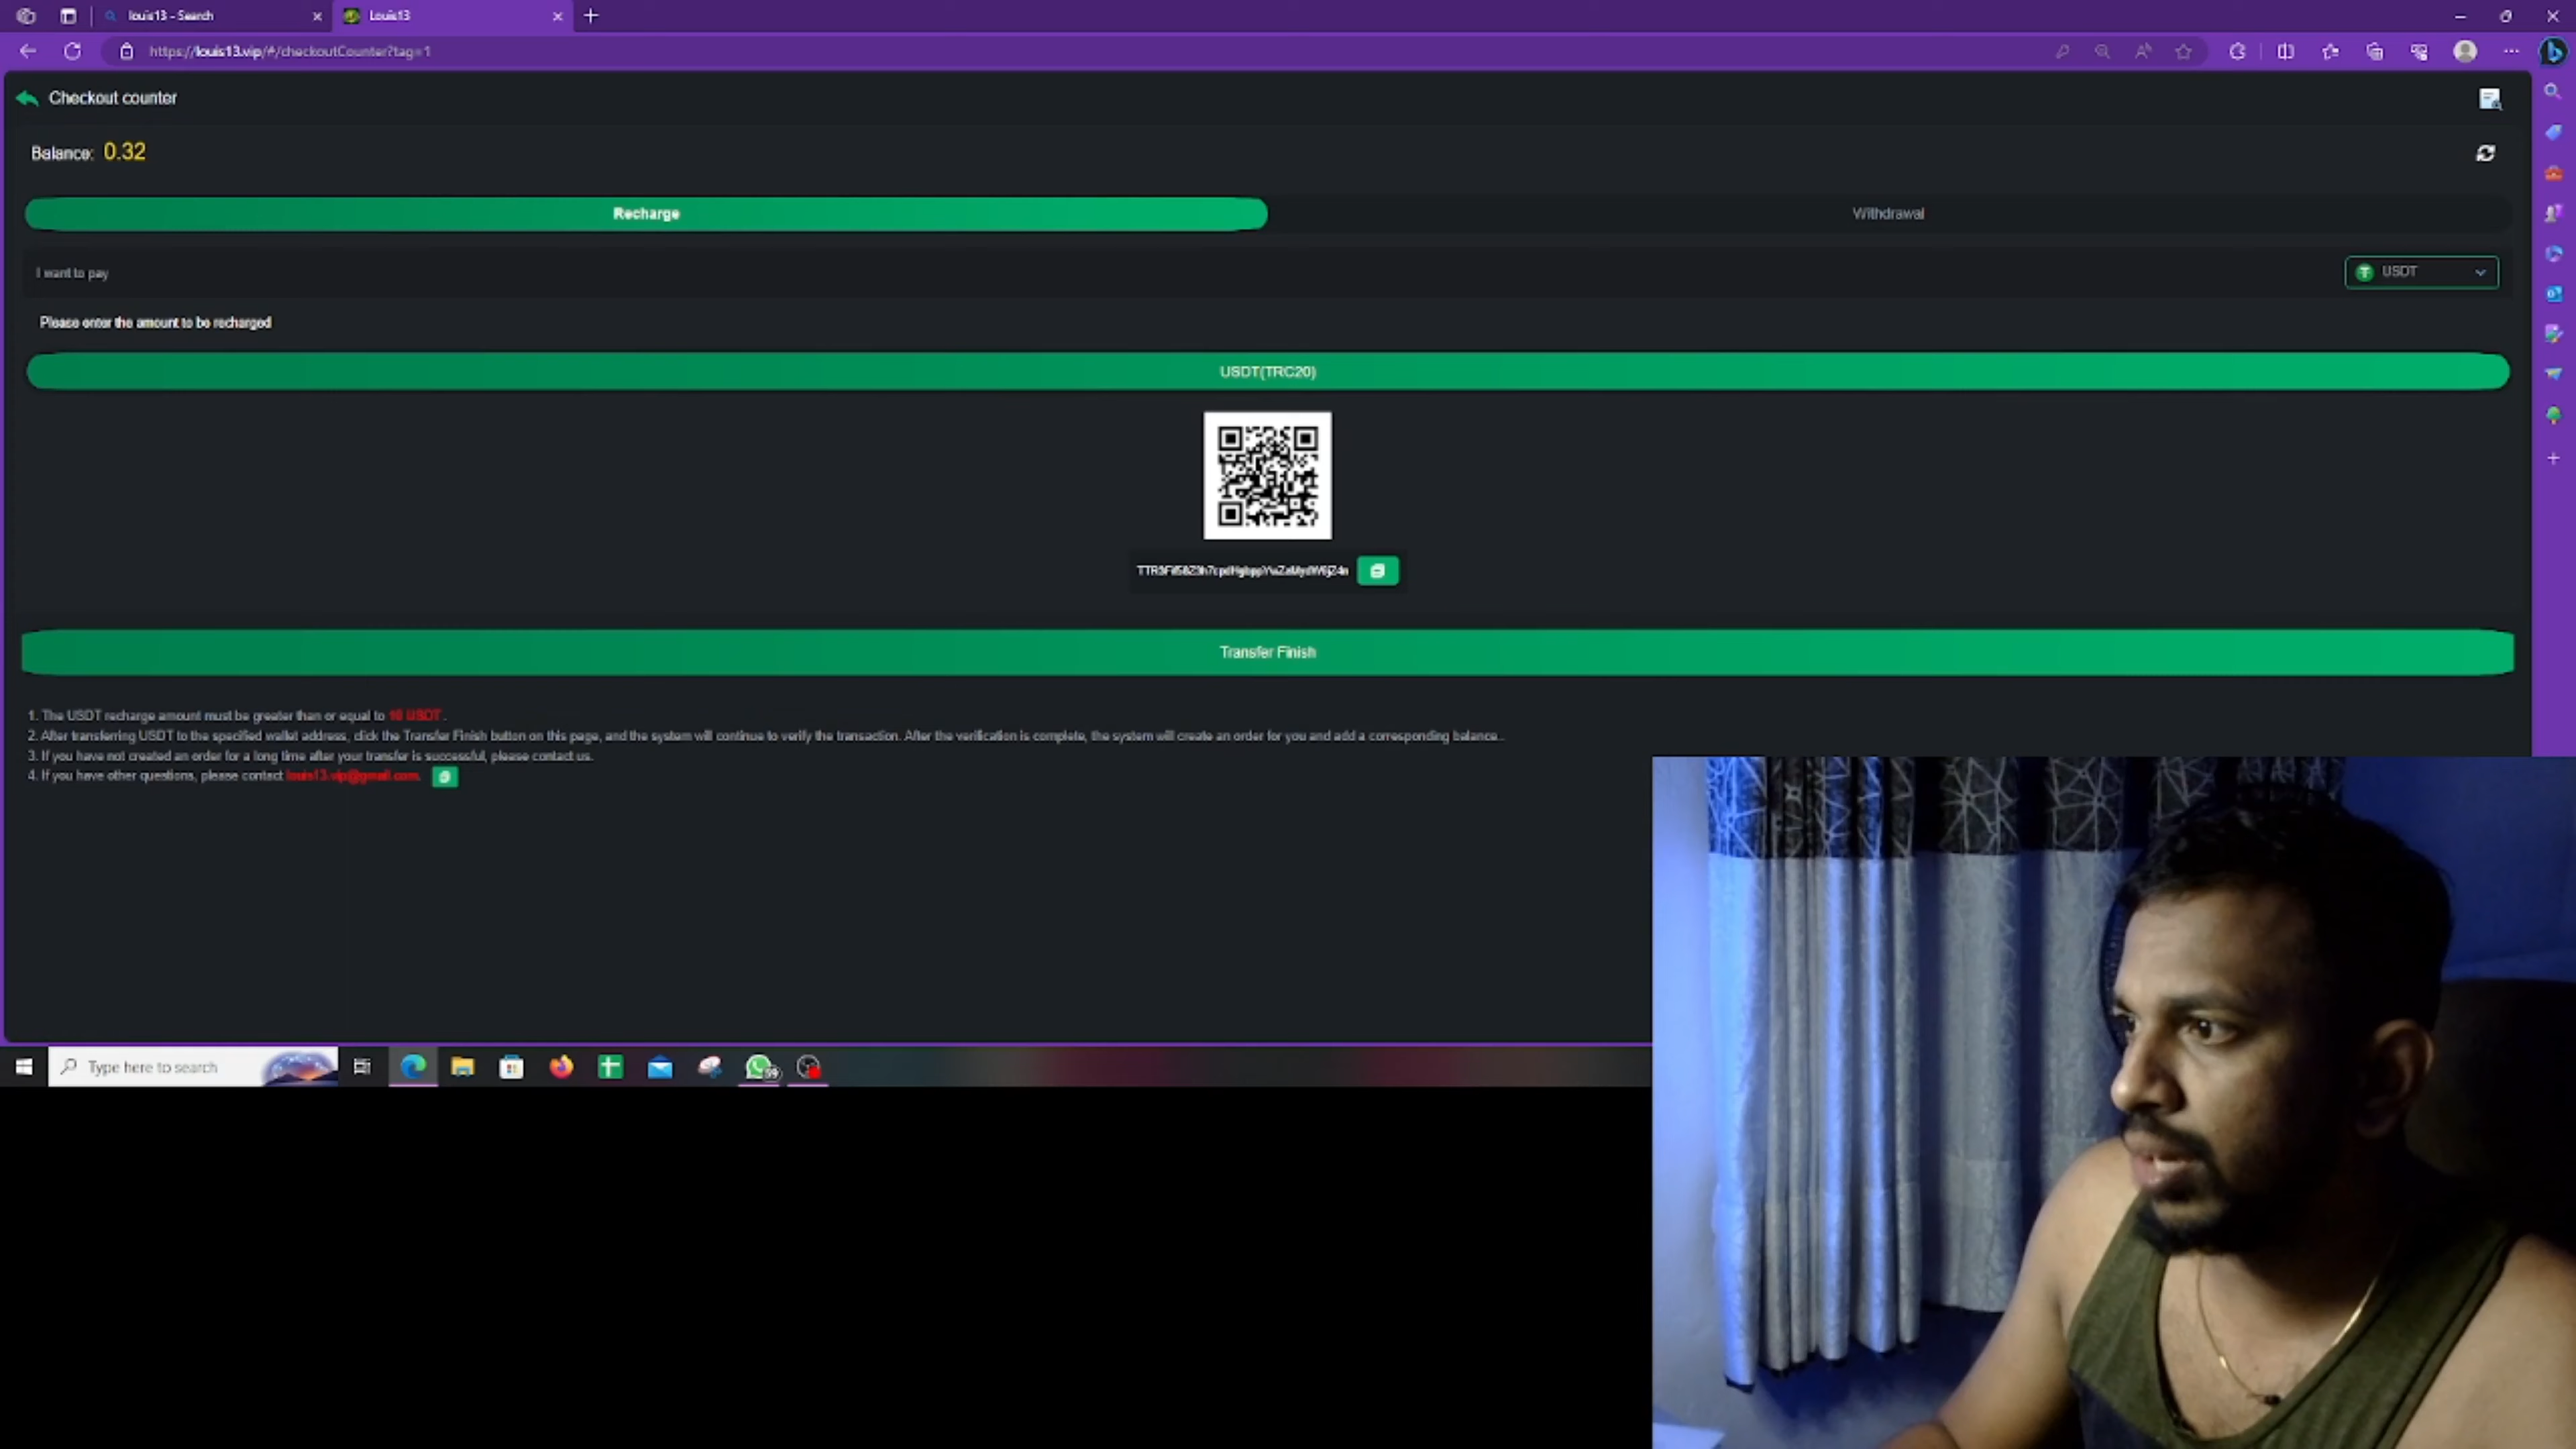 louis13 - Search
Louis13
https://louis13.vip/#/checkoutCounter?tag=1
Checkout counter
Balance: 0.32
Recharge
Withdrawal
I want to pay
USDT
Please enter the amount to be recharged
USDT(TRC20)
Transfer Finish
1. The USDT recharge amount must be greater than or equal to 10 USDT .
2. After transferring USDT to the specified wallet address, click the Transfer Finish button on this page, and the system will continue to verify the transaction. After the verification is complete, the system will create an order for you and add a corresponding balance..
3. If you have not created an order for a long time after your transfer is successful, please contact us.
4. If you have other questions, please contact louis13.vip@gmail.com.
Type here to search